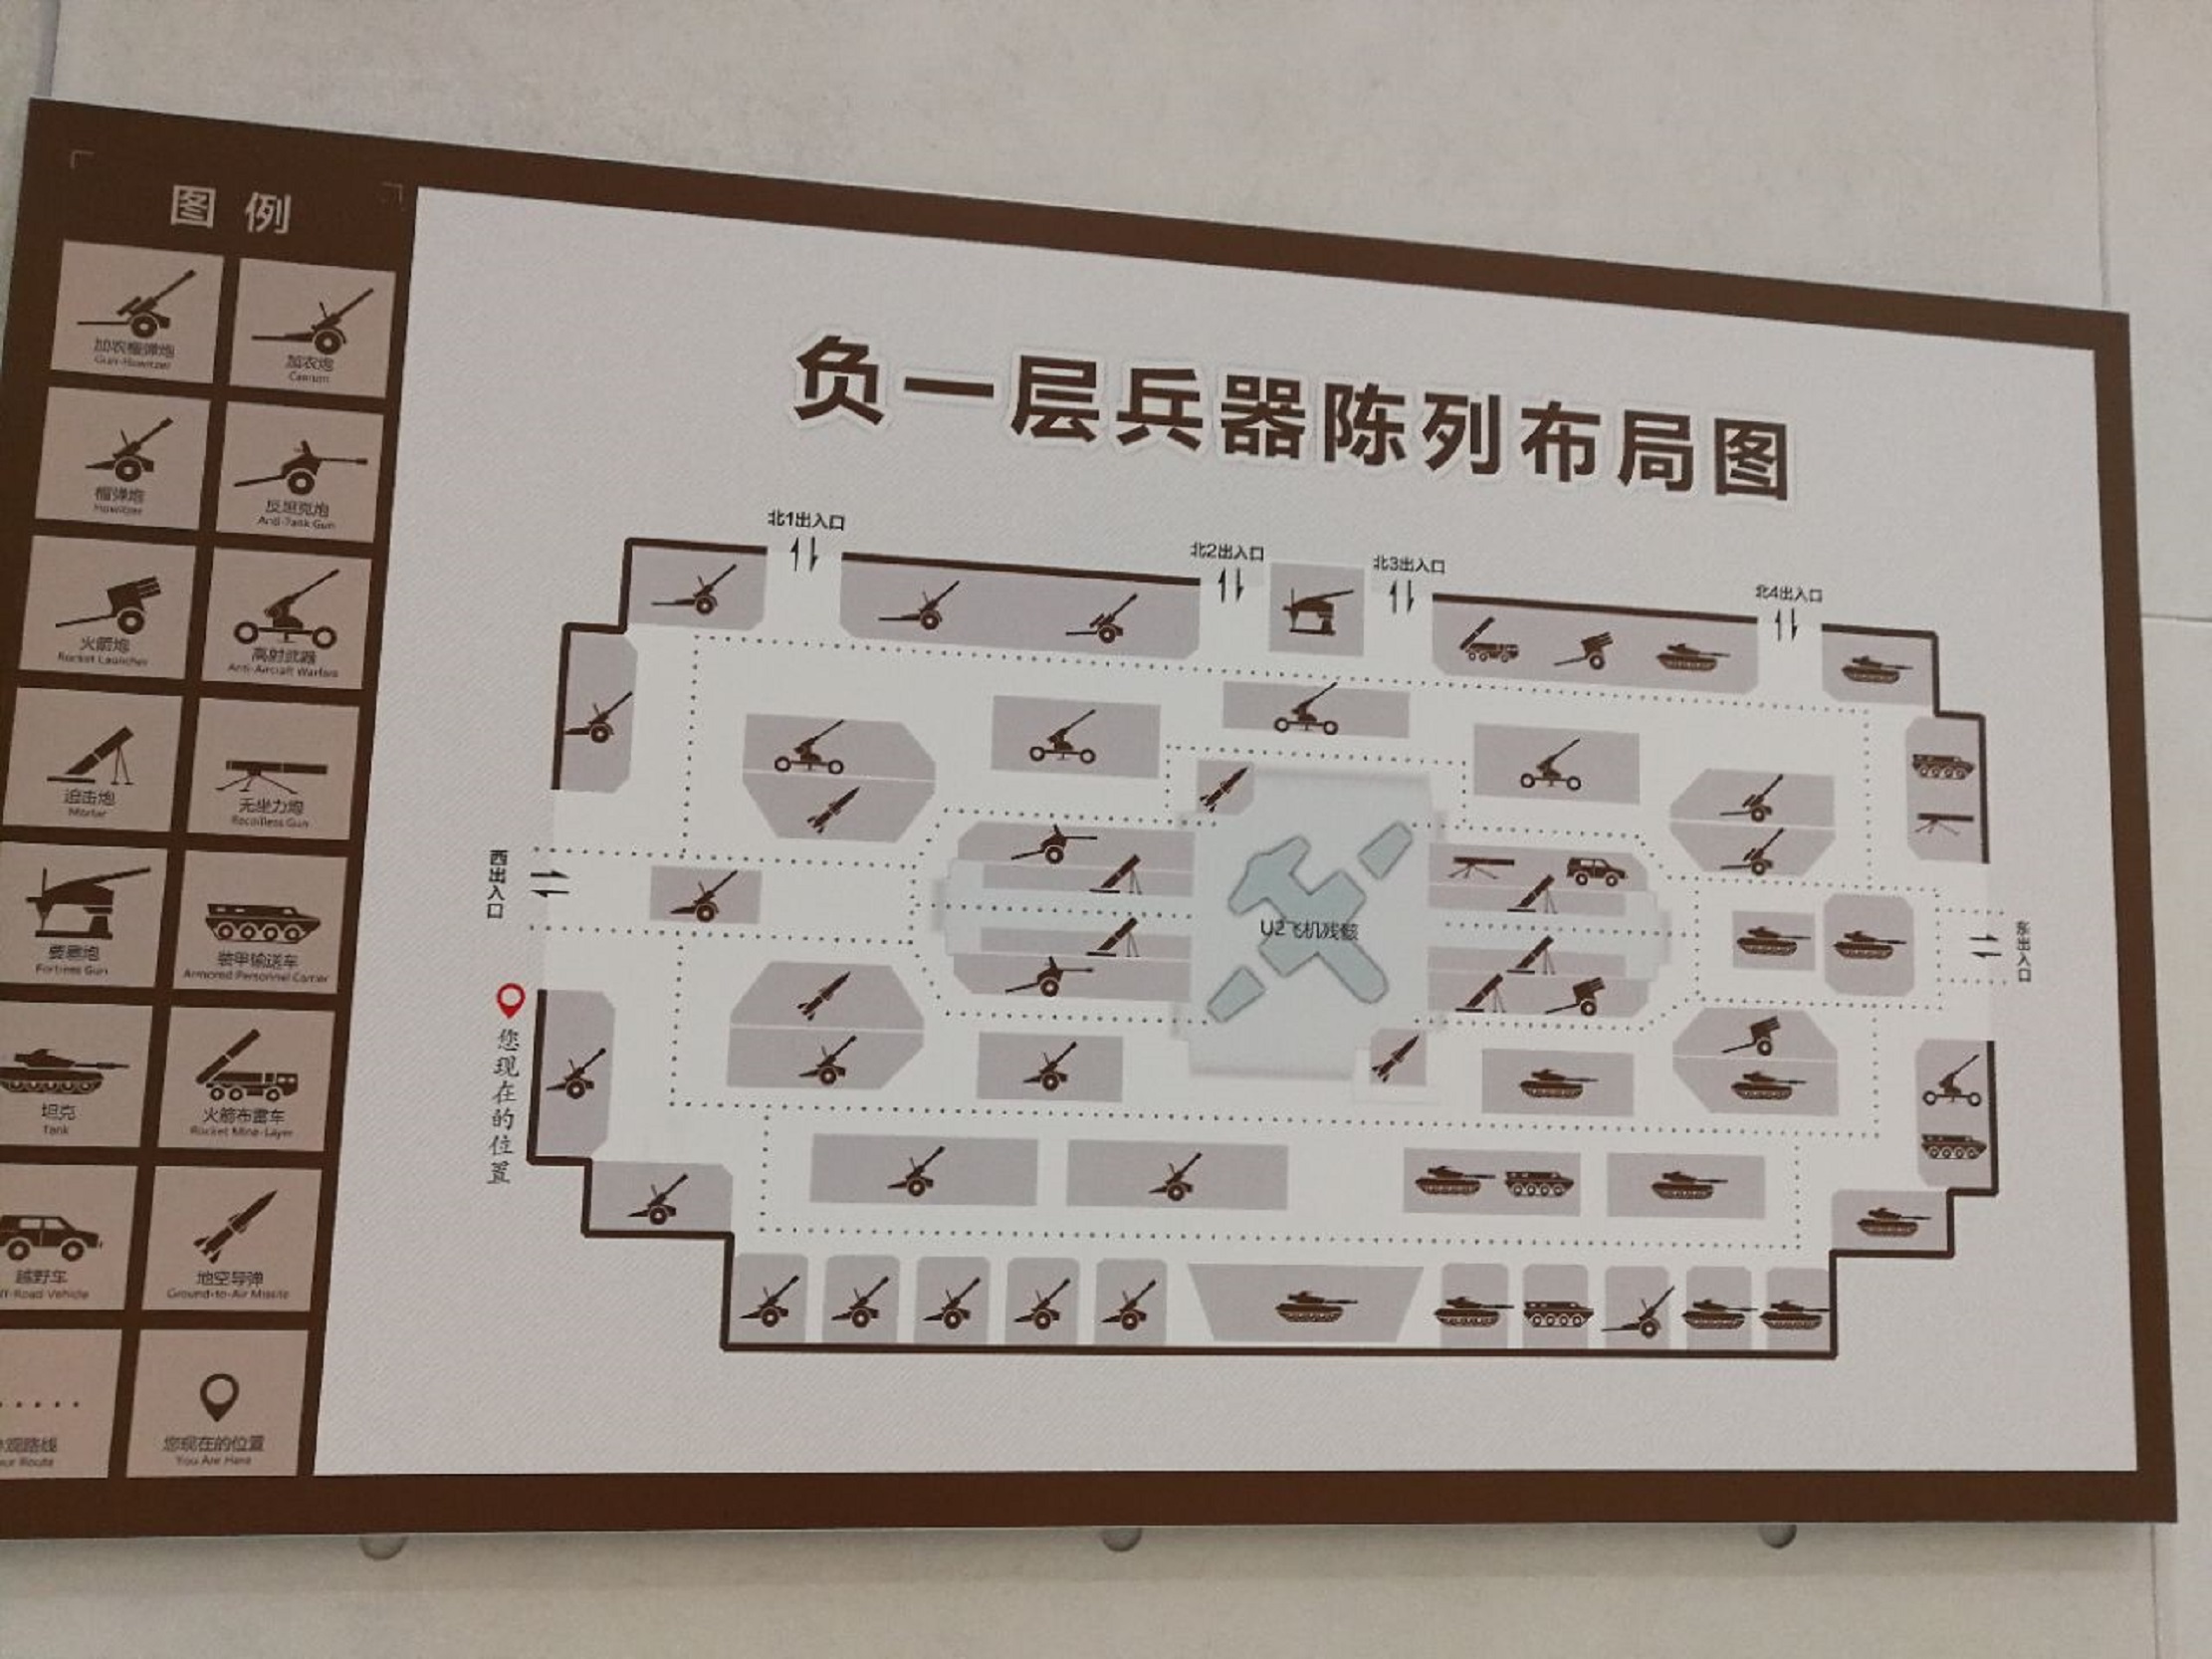 图 例
加农榴弹炮
Gun-Howitzer
加农炮
Cannon
榴弹炮
Howitzer
反坦克炮
Anti-Tank Gun
火箭炮
Rocket Launcher
高射武器
Anti-Aircraft Warfare
迫击炮
Mortar
无坐力炮
Recoilless Gun
要塞炮
Fortress Gun
装甲输送车
Armored Personnel Carrier
坦克
Tank
火箭布雷车
Rocket Mine-Layer
越野车
ff-Road Vehicle
地空导弹
Ground-to-Air Missile
观路线
our Route
您现在的位置
You Are Here
负一层兵器陈列布局图
北1出入口
北2出入口
北3出入口
北4出入口
西出入口
U2飞机残骸
东出入口
您现在的位置